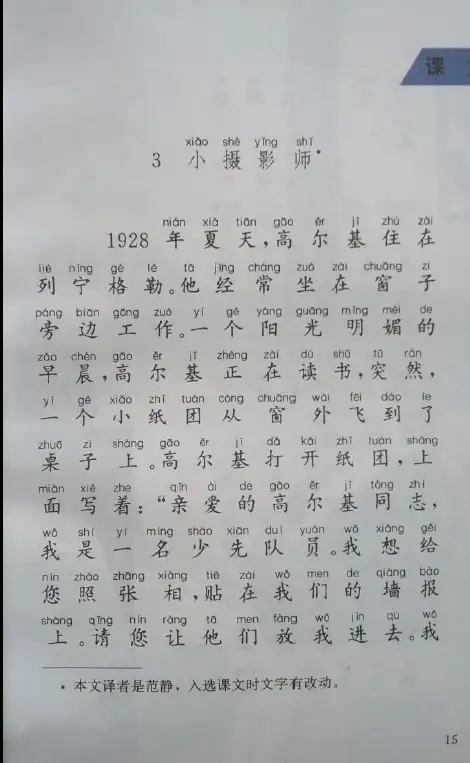 课
xiǎo shè yǐng shī
3 小摄影师*
nián xià tiān gāo ěr jī zhù zài
1928 年夏天，高尔基住在
liè níng gé lè tā jīng cháng zuò zài chuāng zi
列宁格勒。他经常坐在窗子
páng biān gōng zuò yí gè yáng guāng míng mèi de
旁边工作。一个阳光明媚的
zǎo chén gāo ěr jī zhèng zài dú shū tū rán
早晨，高尔基正在读书，突然，
yí gè xiǎo zhǐ tuán cóng chuāng wài fēi dào le
一个小纸团从窗外飞到了
zhuō zi shàng gāo ěr jī dǎ kāi zhǐ tuán shàng
桌子上。高尔基打开纸团，上
miàn xiě zhe qīn ài de gāo ěr jī tóng zhì
面写着：“亲爱的高尔基同志，
wǒ shì yì míng shào xiān duì yuán wǒ xiǎng gěi
我是一名少先队员。我想给
nín zhào zhāng xiàng tiē zài wǒ men de qiáng bào
您照张相，贴在我们的墙报
shàng qǐng nín ràng tā men fàng wǒ jìn qù wǒ
上。请您让他们放我进去。我
* 本文译者是范静，入选课文时文字有改动。
15